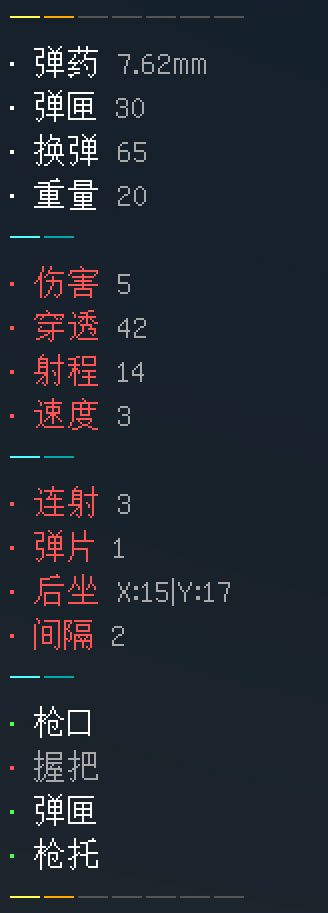 · 弹药 7.62mm
· 弹匣 30
· 换弹 65
· 重量 20
· 伤害 5
· 穿透 42
· 射程 14
· 速度 3
· 连射 3
· 弹片 1
· 后坐 X:15|Y:17
· 间隔 2
· 枪口
· 握把
· 弹匣
· 枪托